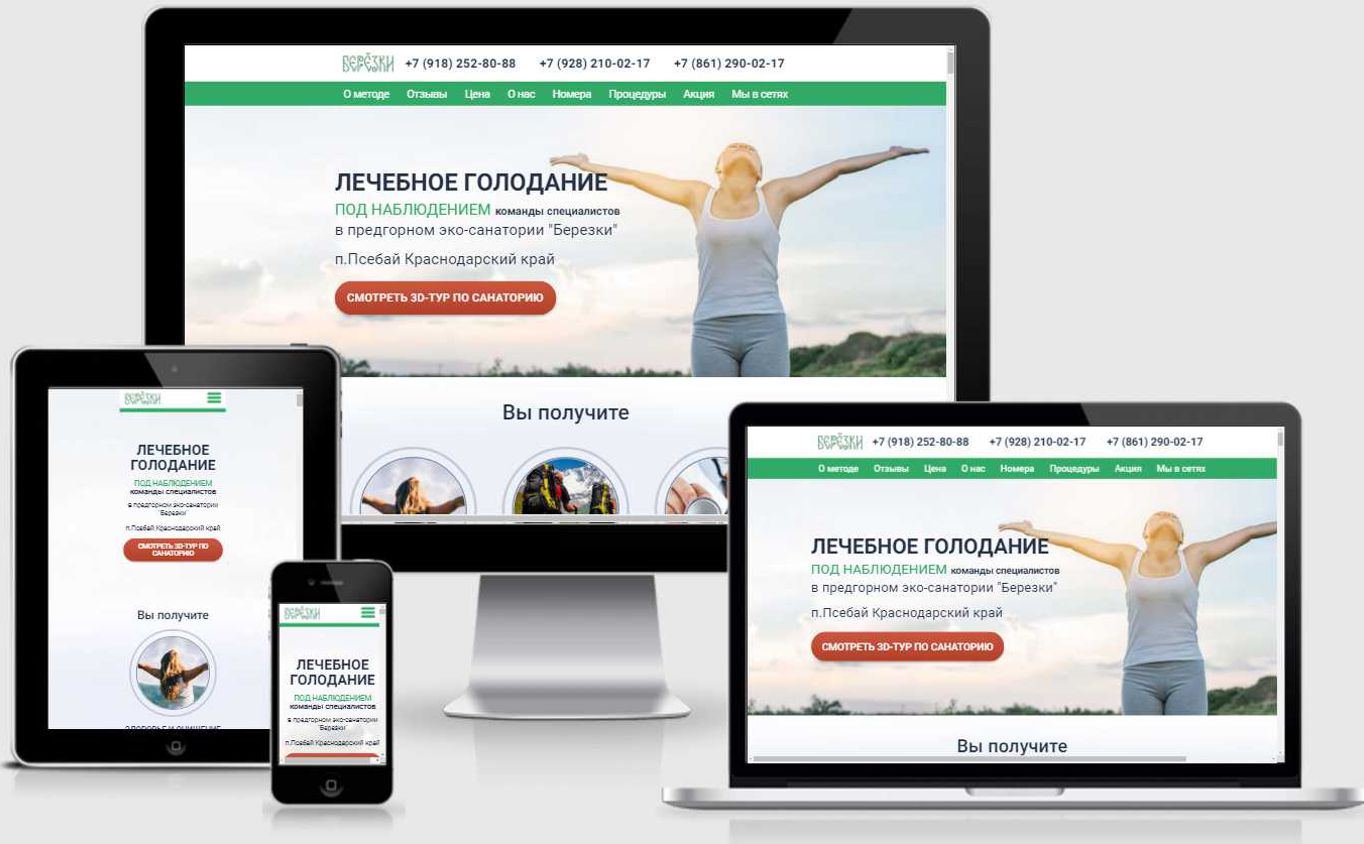 БЕРЁЗКИ +7 (918) 252-80-88 +7 (928) 210-02-17 +7 (861) 290-02-17
О методе Отзывы Цена О нас Номера Процедуры Акция Мы в сетях
ЛЕЧЕБНОЕ ГОЛОДАНИЕ
ПОД НАБЛЮДЕНИЕМ команды специалистов
в предгорном эко-санатории "Березки"
п.Псебай Краснодарский край
СМОТРЕТЬ 3D-ТУР ПО САНАТОРИЮ
Вы получите
БЕРЁЗКИ
ЛЕЧЕБНОЕ
ГОЛОДАНИЕ
ПОД НАБЛЮДЕНИЕМ
команды специалистов
в предгорном эко-санатории
"Березки"
п.Псебай Краснодарский край
СМОТРЕТЬ 3D-ТУР ПО
САНАТОРИЮ
Вы получите
ЗДОРОВЬЕ И ОЧИЩЕНИЕ
БЕРЁЗКИ
ЛЕЧЕБНОЕ
ГОЛОДАНИЕ
ПОД НАБЛЮДЕНИЕМ
команды специалистов
в предгорном эко-санатории
"Березки"
п.Псебай Краснодарский край
БЕРЁЗКИ +7 (918) 252-80-88 +7 (928) 210-02-17 +7 (861) 290-02-17
О методе Отзывы Цена О нас Номера Процедуры Акция Мы в сетях
ЛЕЧЕБНОЕ ГОЛОДАНИЕ
ПОД НАБЛЮДЕНИЕМ команды специалистов
в предгорном эко-санатории "Березки"
п.Псебай Краснодарский край
СМОТРЕТЬ 3D-ТУР ПО САНАТОРИЮ
Вы получите